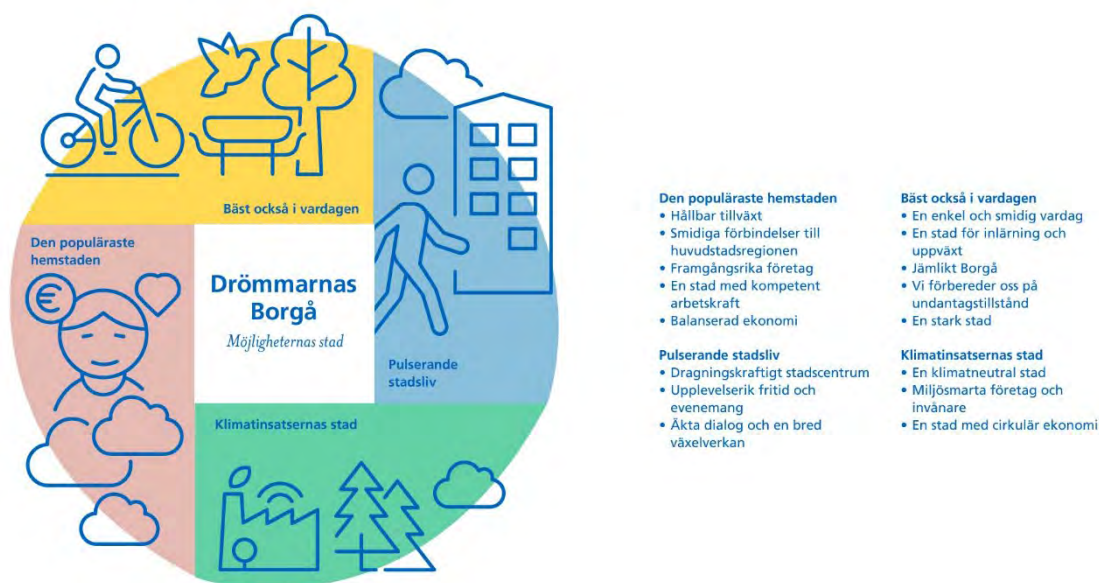 Bäst också i vardagen
Den populäraste
hemstaden
Drömmarnas
Borgå
Möjligheternas stad
Pulserande
stadsliv
Klimatinsatsernas stad
Den populäraste hemstaden
• Hållbar tillväxt
• Smidiga förbindelser till
huvudstadsregionen
• Framgångsrika företag
• En stad med kompetent
arbetskraft
• Balanserad ekonomi
Pulserande stadsliv
• Dragningskraftigt stadscentrum
• Upplevelserik fritid och
evenemang
• Äkta dialog och en bred
växelverkan
Bäst också i vardagen
• En enkel och smidig vardag
• En stad för inlärning och
uppväxt
• Jämlikt Borgå
• Vi förbereder oss på
undantagstillstånd
• En stark stad
Klimatinsatsernas stad
• En klimatneutral stad
• Miljösmarta företag och
invånare
• En stad med cirkulär ekonomi